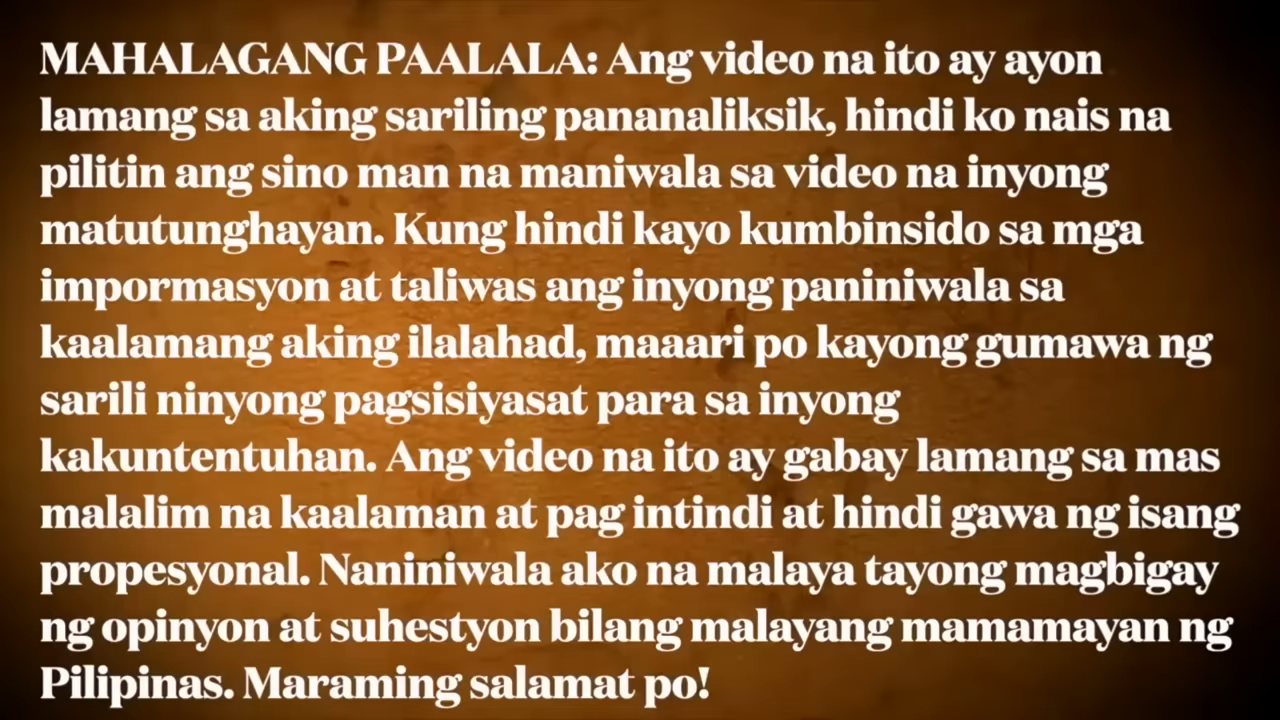 MAHALAGANG PAALALA: Ang video na ito ay ayon
lamang sa aking sariling pananaliksik, hindi ko nais na
pilitin ang sino man na maniwala sa video na inyong
matutunghayan. Kung hindi kayo kumbinsido sa mga
impormasyon at taliwas ang inyong paniniwala sa
kaalamang aking ilalahad, maaari po kayong gumawa ng
sarili ninyong pagsisiyasat para sa inyong
kakuntentuhan. Ang video na ito ay gabay lamang sa mas
malalim na kaalaman at pag intindi at hindi gawa ng isang
propesyonal. Naniniwala ako na malaya tayong magbigay
ng opinyon at suhestyon bilang malayang mamamayan ng
Pilipinas. Maraming salamat po!